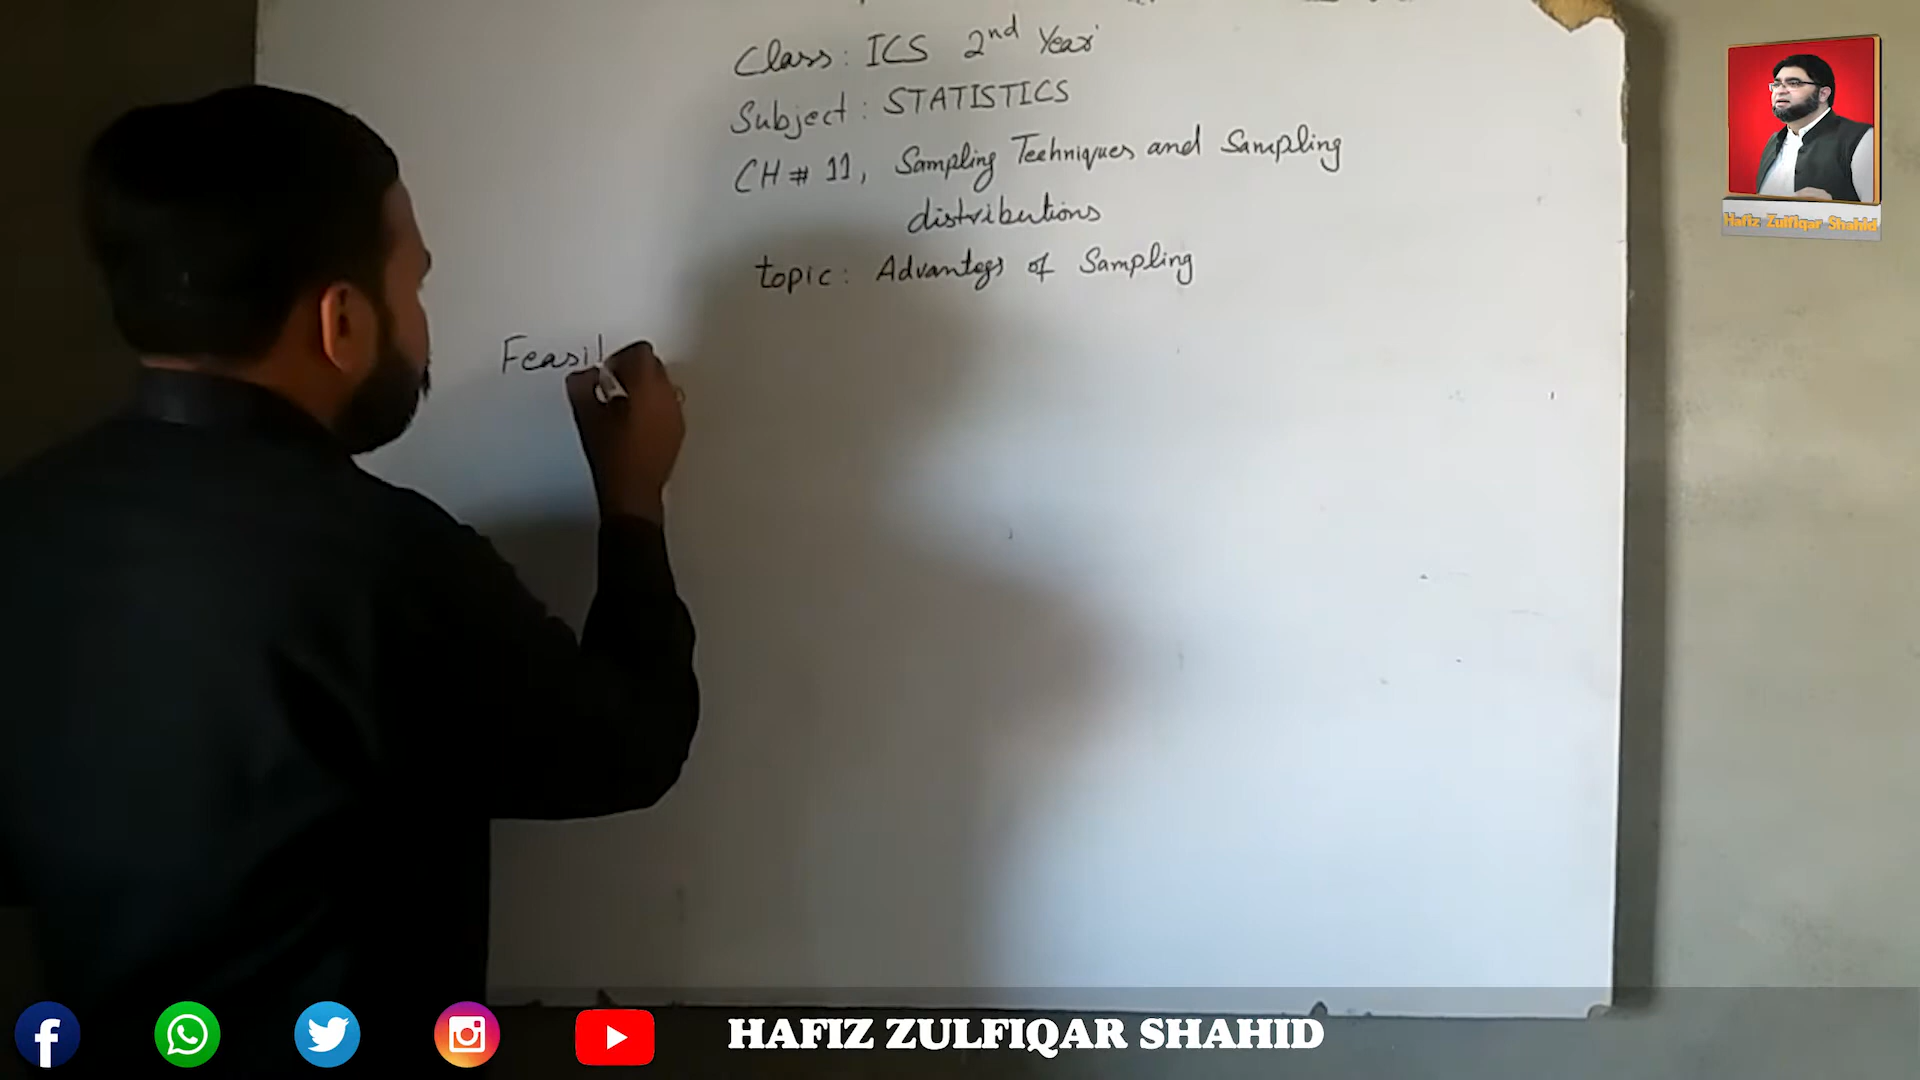 Class: ICS 2nd Year
Subject: STATISTICS
CH # 11, Sampling Techniques and Sampling
distributions
topic: Advantegs of Sampling
Feasib
Hafiz Zulfiqar Shahid
HAFIZ ZULFIQAR SHAHID